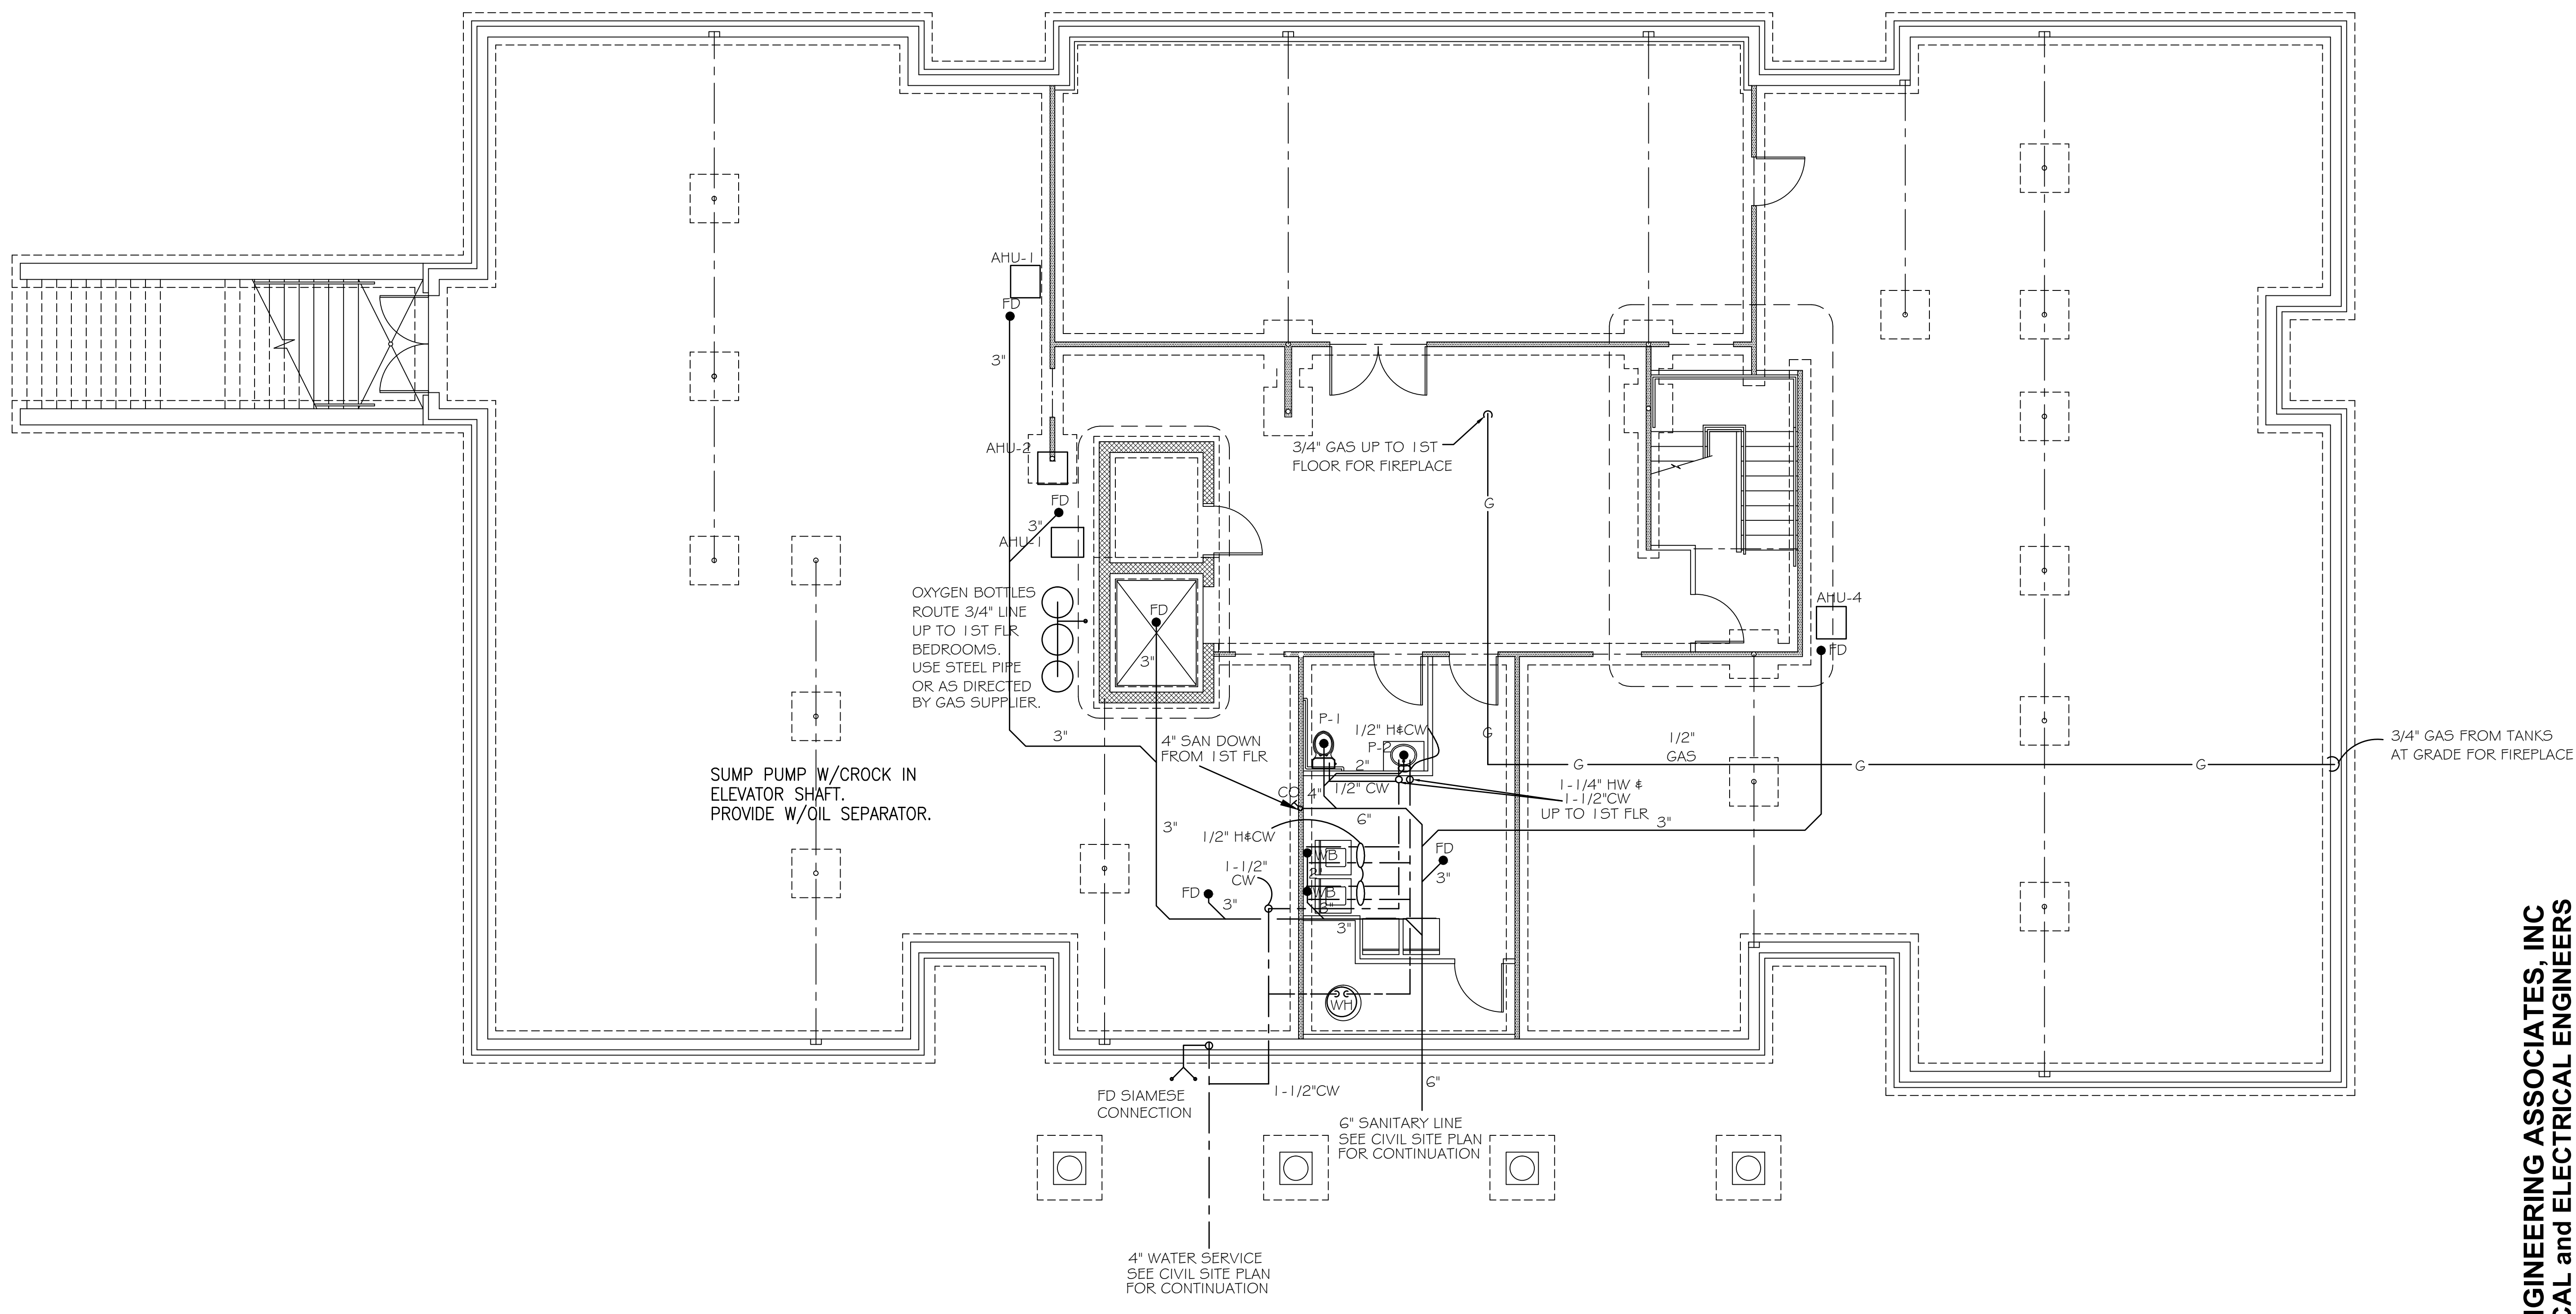 AHU-1
FD
3"
AHU-2
FD
3"
AHU-1
OXYGEN BOTTLES
ROUTE 3/4" LINE
UP TO 1ST FLR
BEDROOMS.
USE STEEL PIPE
OR AS DIRECTED
BY GAS SUPPLIER.
FD
3"
3"
3/4" GAS UP TO 1ST
FLOOR FOR FIREPLACE
G
G
AHU-4
FD
4" SAN DOWN
FROM 1ST FLR
SUMP PUMP W/CROCK IN
ELEVATOR SHAFT.
PROVIDE W/OIL SEPARATOR.
P-1
1/2" H&CW
P-2
2"
1/2" CW
CO
4"
6"
1/2"
GAS
G
G
G
3/4" GAS FROM TANKS
AT GRADE FOR FIREPLACE
1-1/4" HW &
1-1/2"CW
UP TO 1ST FLR
3"
3"
1/2" H&CW
1-1/2"
CW
WB
2"
WB
3"
FD
3"
FD
3"
3"
WH
FD SIAMESE
CONNECTION
1-1/2"CW
6"
6" SANITARY LINE
SEE CIVIL SITE PLAN
FOR CONTINUATION
4" WATER SERVICE
SEE CIVIL SITE PLAN
FOR CONTINUATION
GINEERING ASSOCIATES, INC
CAL and ELECTRICAL ENGINEERS